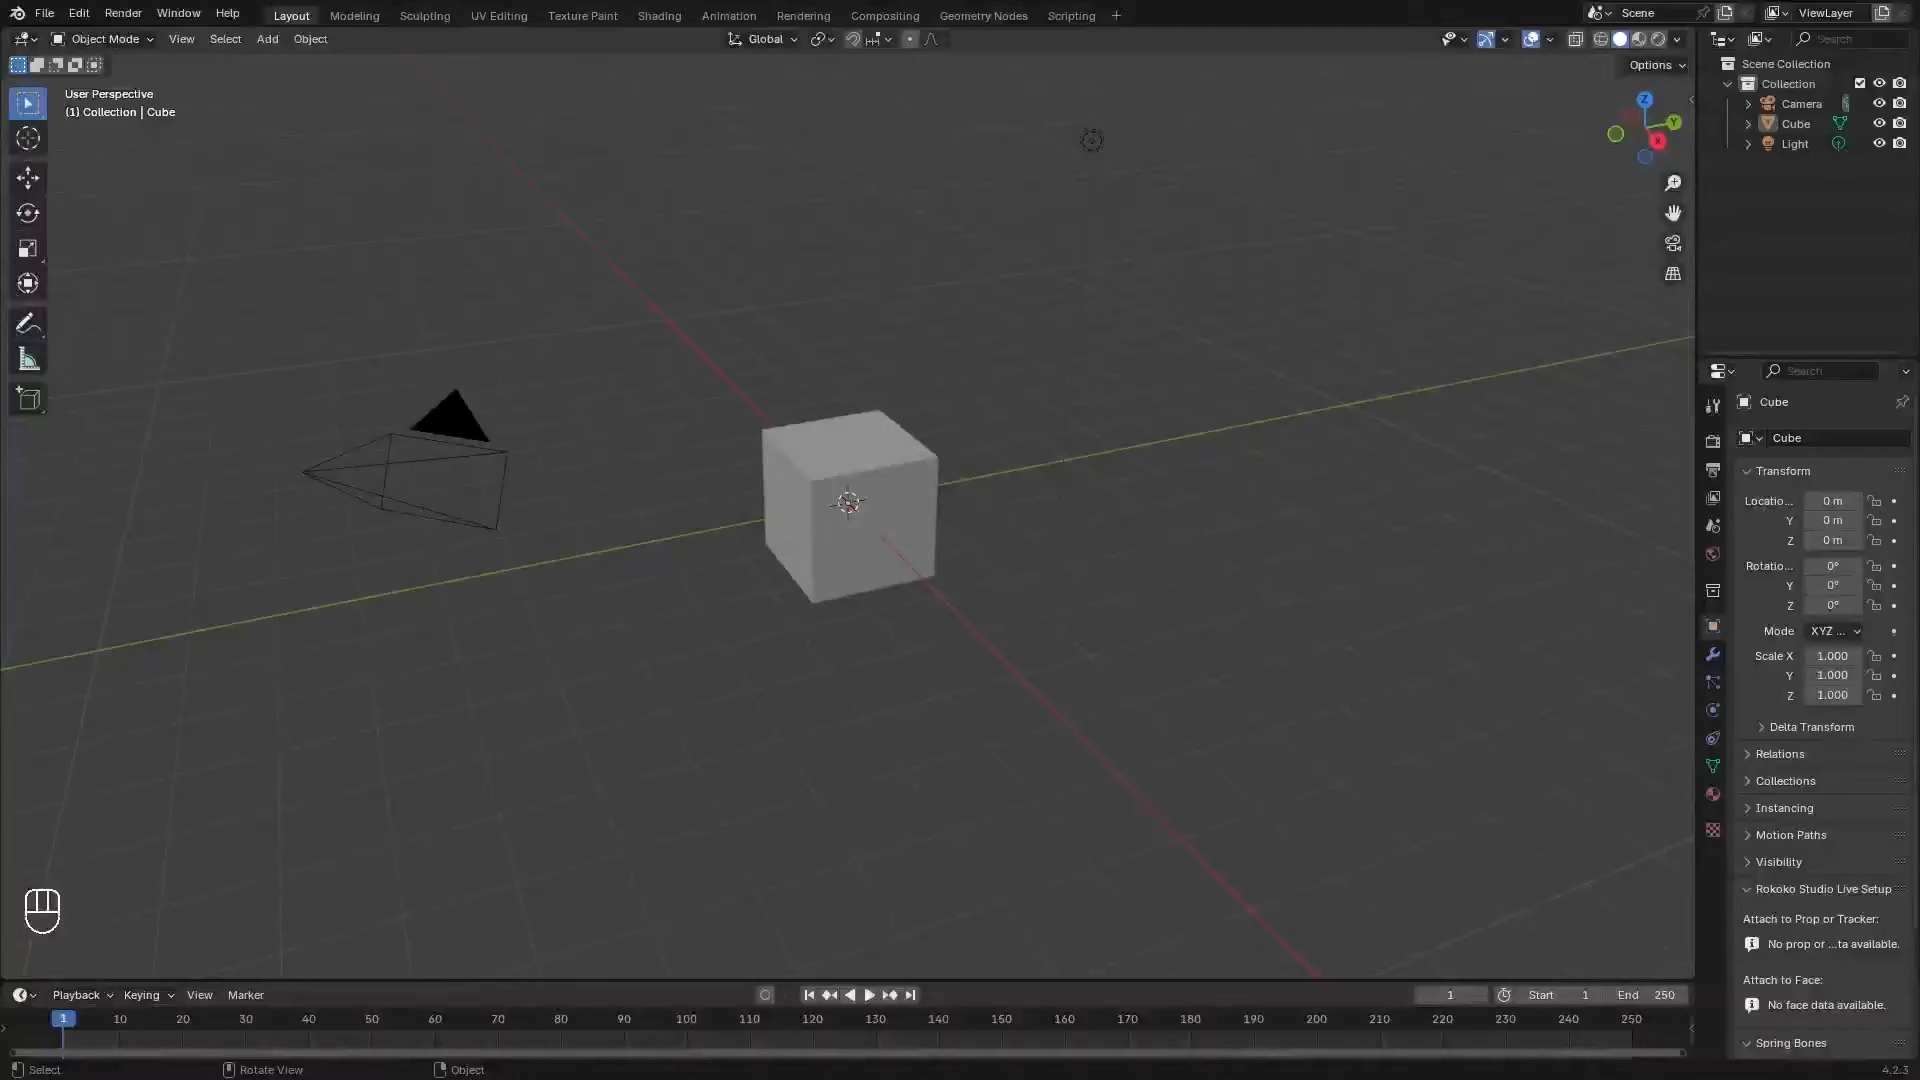 File Edit Render Window Help Layout Modeling Sculpting UV Editing Texture Paint Shading Animation Rendering Compositing Geometry Nodes Scripting + Scene ViewLayer
Object Mode View Select Add Object Global Search
Options
User Perspective
(1) Collection | Cube
Z
Y
X
Scene Collection
Collection
Camera
Cube
Light
Search
Cube
Cube
Transform
Locatio... 0 m
Y 0 m
Z 0 m
Rotatio... 0°
Y 0°
Z 0°
Mode XYZ ...
Scale X 1.000
Y 1.000
Z 1.000
Delta Transform
Relations
Collections
Instancing
Motion Paths
Visibility
Rokoko Studio Live Setup
Attach to Prop or Tracker:
No prop or ...ta available.
Attach to Face:
No face data available.
Spring Bones
Playback Keying View Marker 1 Start 1 End 250
1 10 20 30 40 50 60 70 80 90 100 110 120 130 140 150 160 170 180 190 200 210 220 230 240 250
Select Rotate View Object 4.2.3